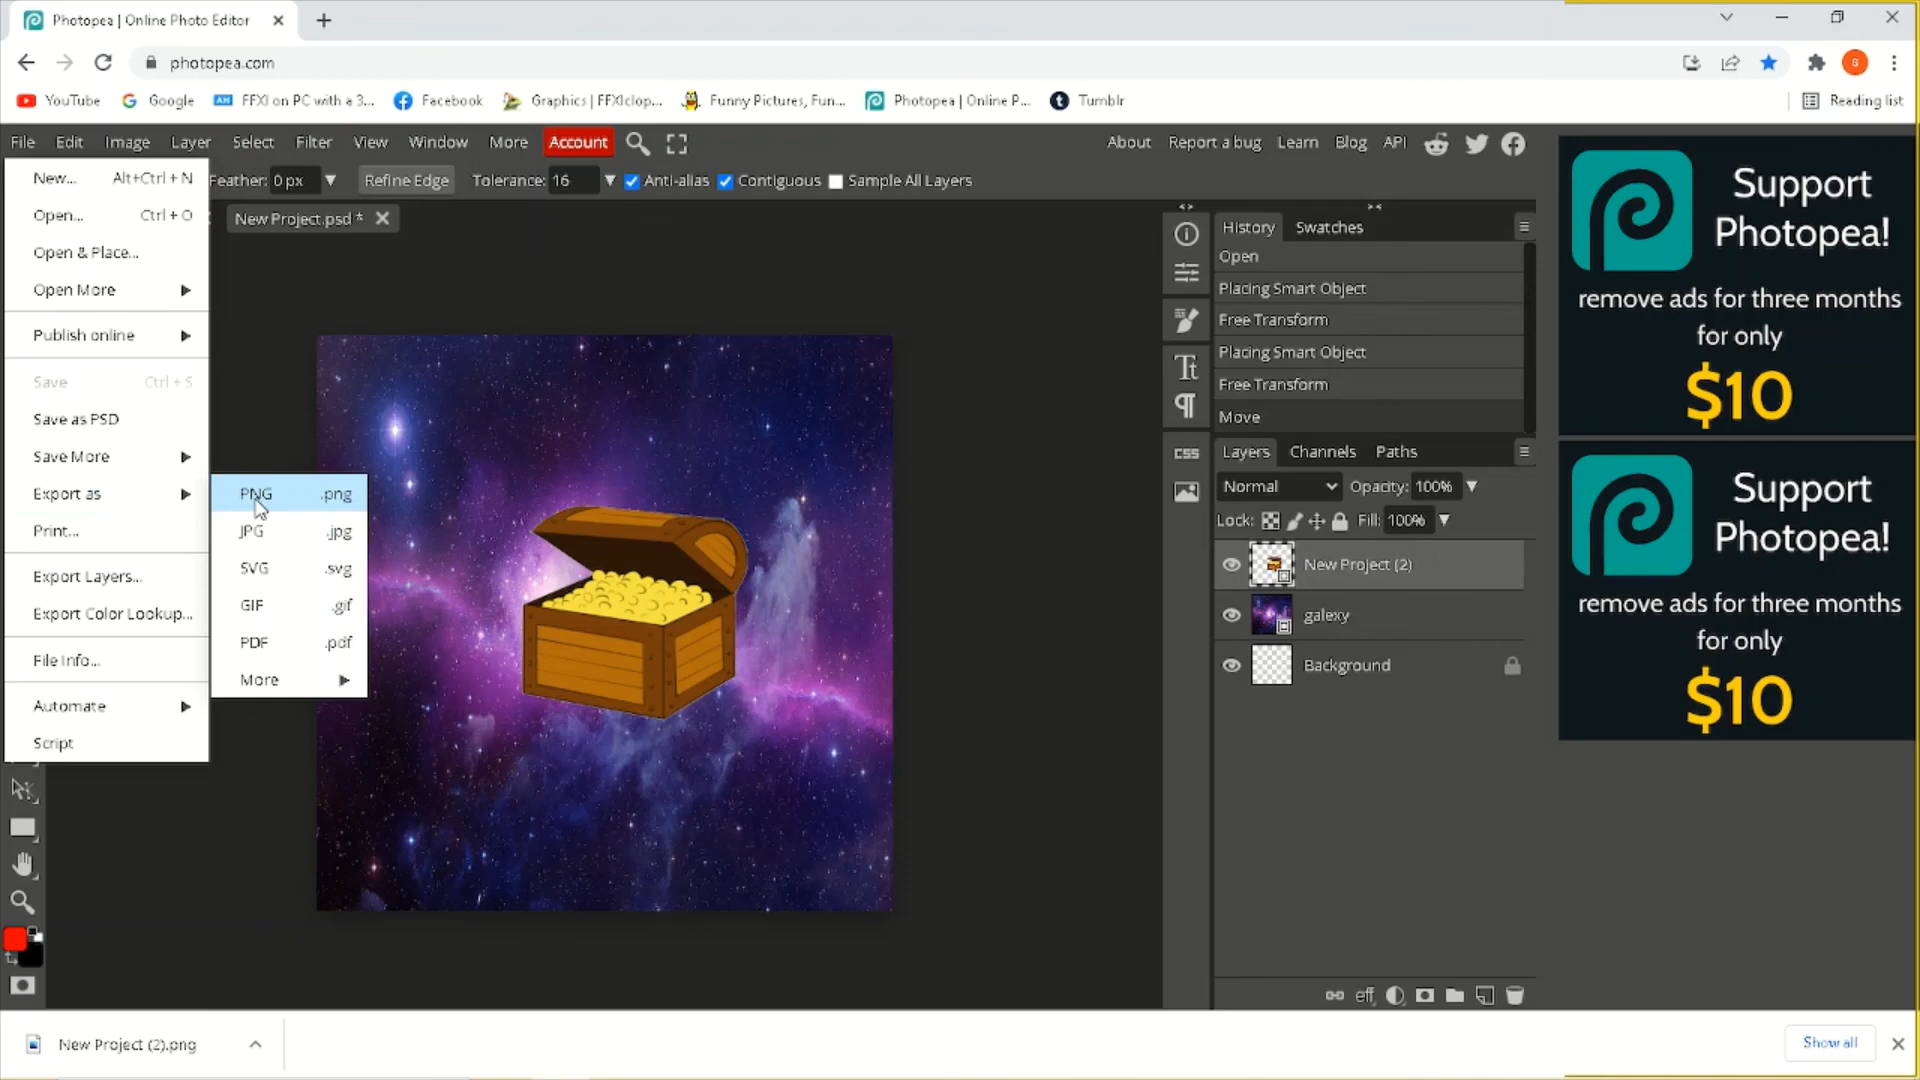 Photopea | Online Photo Editor
photopea.com
YouTube
Google
FFXI on PC with a 3...
Facebook
Graphics | FFXIclop...
Funny Pictures, Fun...
Photopea | Online P...
Tumblr
Reading list
File Edit Image Layer Select Filter View Window More Account
About Report a bug Learn Blog API
Feather: 0 px Refine Edge Tolerance: 16 Anti-alias Contiguous Sample All Layers
New Project.psd *
New... Alt+Ctrl + N
Open... Ctrl + O
Open & Place...
Open More
Publish online
Save Ctrl + S
Save as PSD
Save More
Export as
Print...
Export Layers...
Export Color Lookup...
File Info...
Automate
Script
PNG .png
JPG .jpg
SVG .svg
GIF .gif
PDF .pdf
More
History Swatches
Open
Placing Smart Object
Free Transform
Placing Smart Object
Free Transform
Move
CSS
Layers Channels Paths
Normal Opacity: 100%
Lock: Fill: 100%
New Project (2)
galexy
Background
eff
Support
Photopea!
remove ads for three months
for only
$10
Support
Photopea!
remove ads for three months
for only
$10
New Project (2).png
Show all